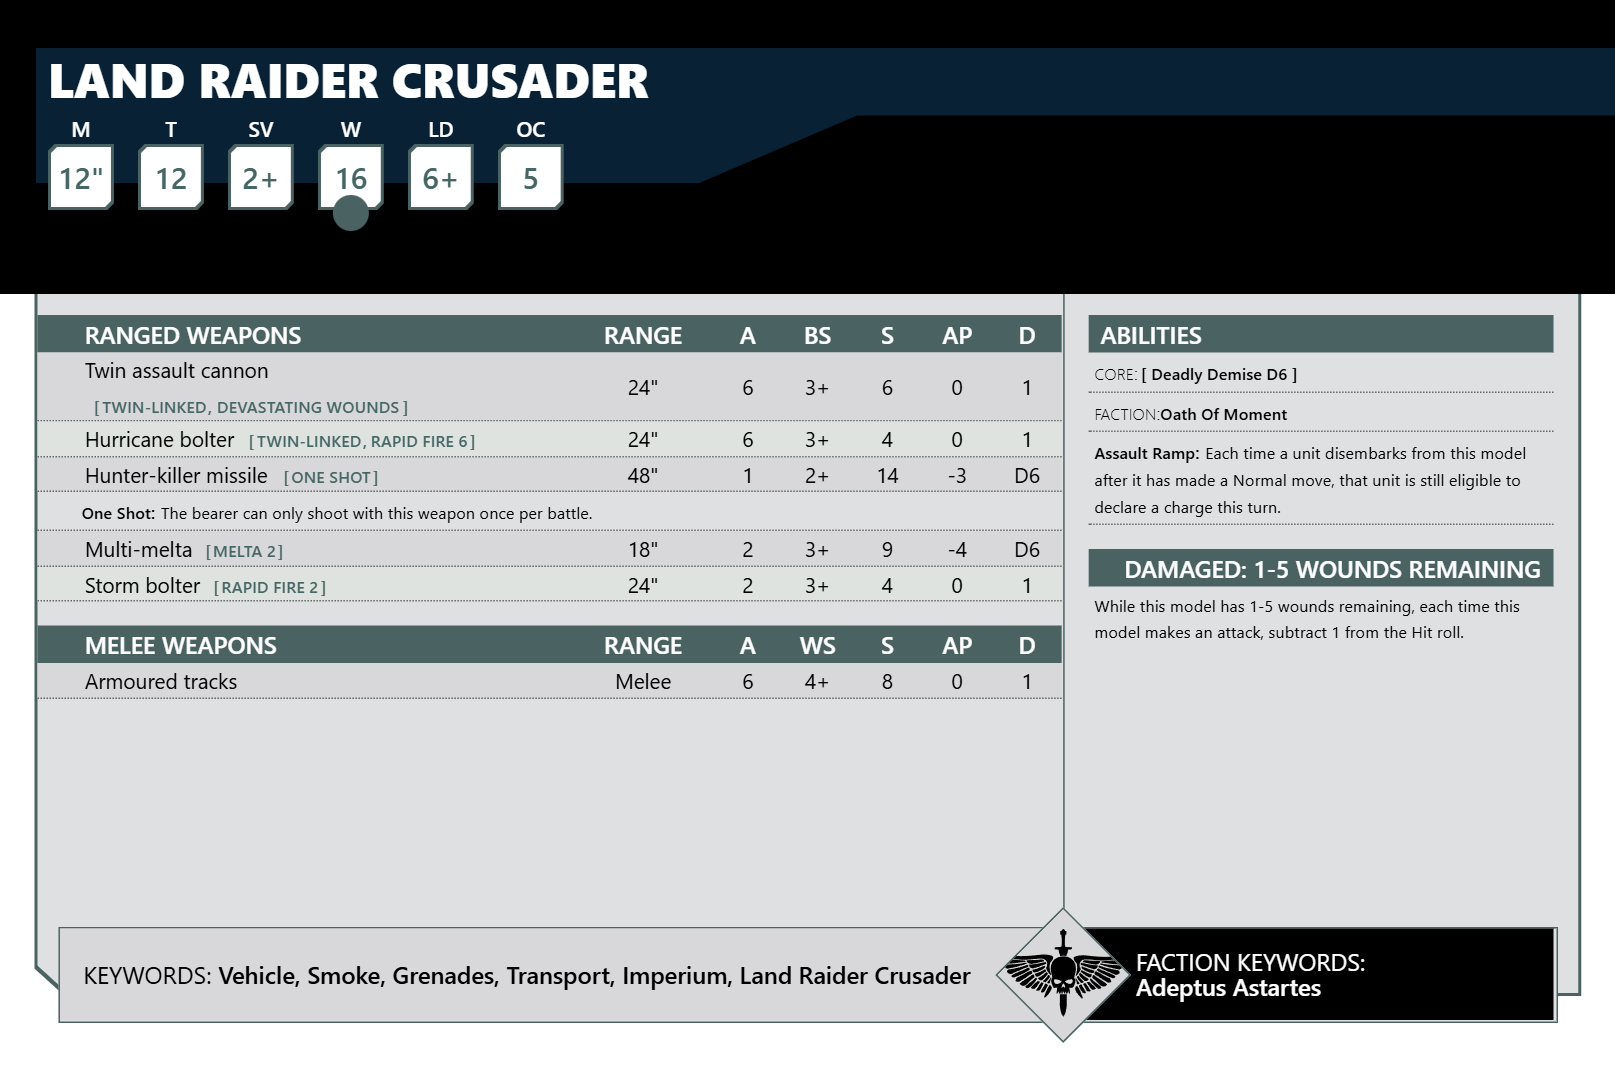 LAND RAIDER CRUSADER
M T SV W LD OC
12" 12 2+ 16 6+ 5
RANGED WEAPONS RANGE A BS S AP D
Twin assault cannon
[TWIN-LINKED, DEVASTATING WOUNDS] 24" 6 3+ 6 0 1
Hurricane bolter [TWIN-LINKED, RAPID FIRE 6] 24" 6 3+ 4 0 1
Hunter-killer missile [ONE SHOT] 48" 1 2+ 14 -3 D6
One Shot: The bearer can only shoot with this weapon once per battle.
Multi-melta [MELTA 2] 18" 2 3+ 9 -4 D6
Storm bolter [RAPID FIRE 2] 24" 2 3+ 4 0 1
MELEE WEAPONS RANGE A WS S AP D
Armoured tracks Melee 6 4+ 8 0 1
ABILITIES
CORE: [ Deadly Demise D6 ]
FACTION:Oath Of Moment
Assault Ramp: Each time a unit disembarks from this model
after it has made a Normal move, that unit is still eligible to
declare a charge this turn.
DAMAGED: 1-5 WOUNDS REMAINING
While this model has 1-5 wounds remaining, each time this
model makes an attack, subtract 1 from the Hit roll.
KEYWORDS: Vehicle, Smoke, Grenades, Transport, Imperium, Land Raider Crusader
FACTION KEYWORDS:
Adeptus Astartes